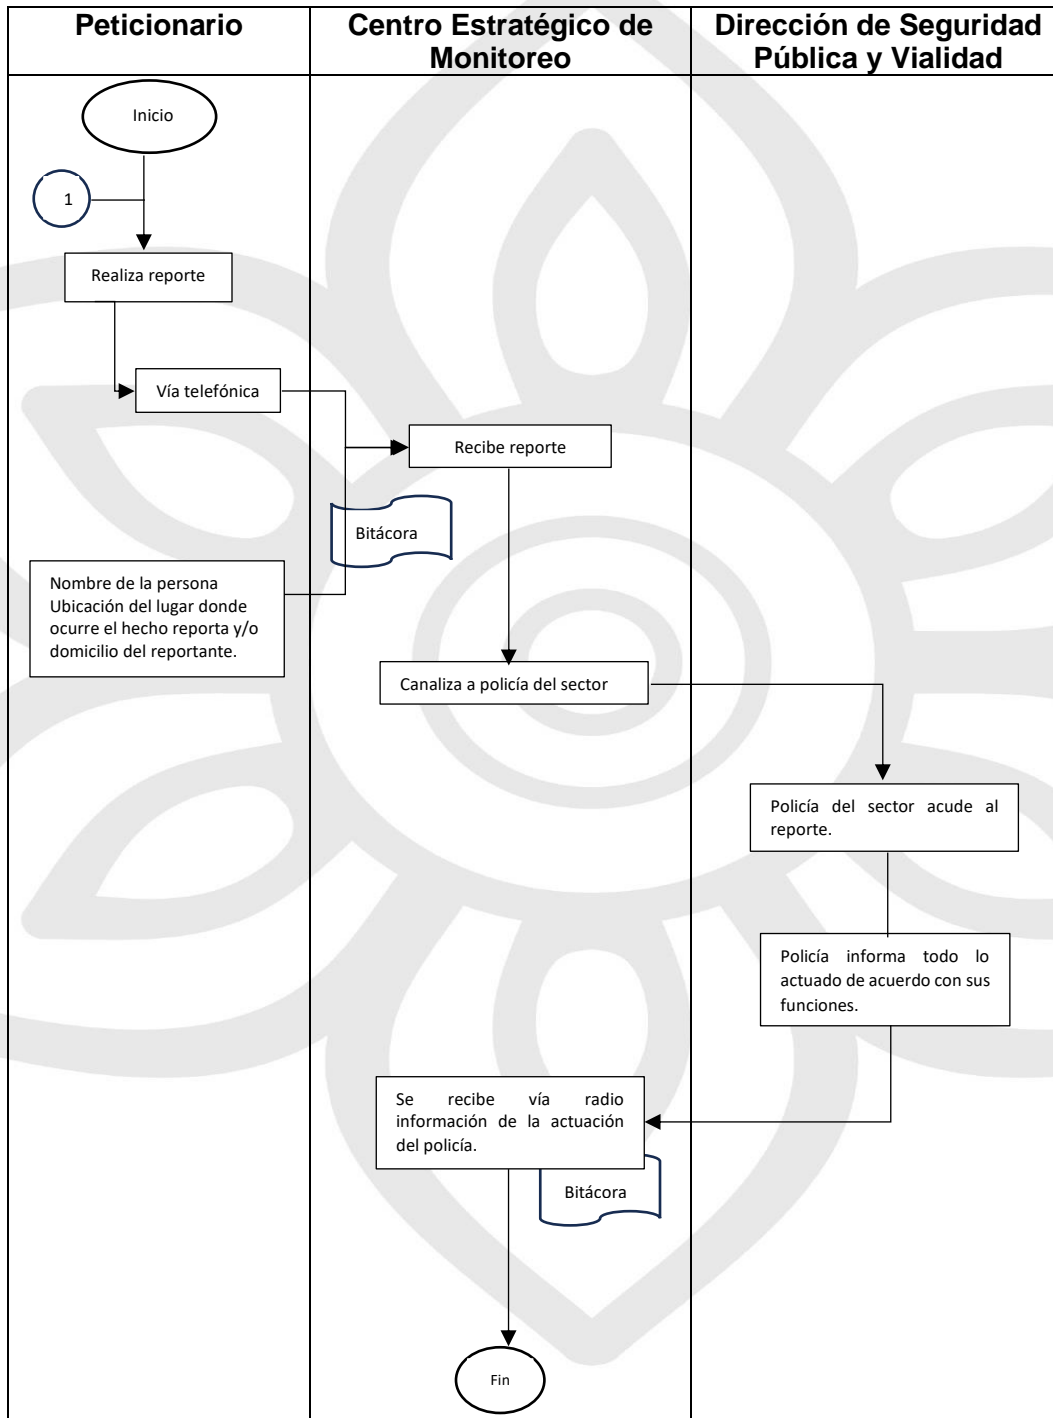 Peticionario
Centro Estratégico de
Monitoreo
Dirección de Seguridad
Pública y Vialidad
Inicio
1
Realiza reporte
Vía telefónica
Recibe reporte
Bitácora
Nombre de la persona
Ubicación del lugar donde
ocurre el hecho reporta y/o
domicilio del reportante.
Canaliza a policía del sector
Policía del sector acude al
reporte.
Policía informa todo lo
actuado de acuerdo con sus
funciones.
Se recibe vía radio
información de la actuación
del policía.
Bitácora
Fin